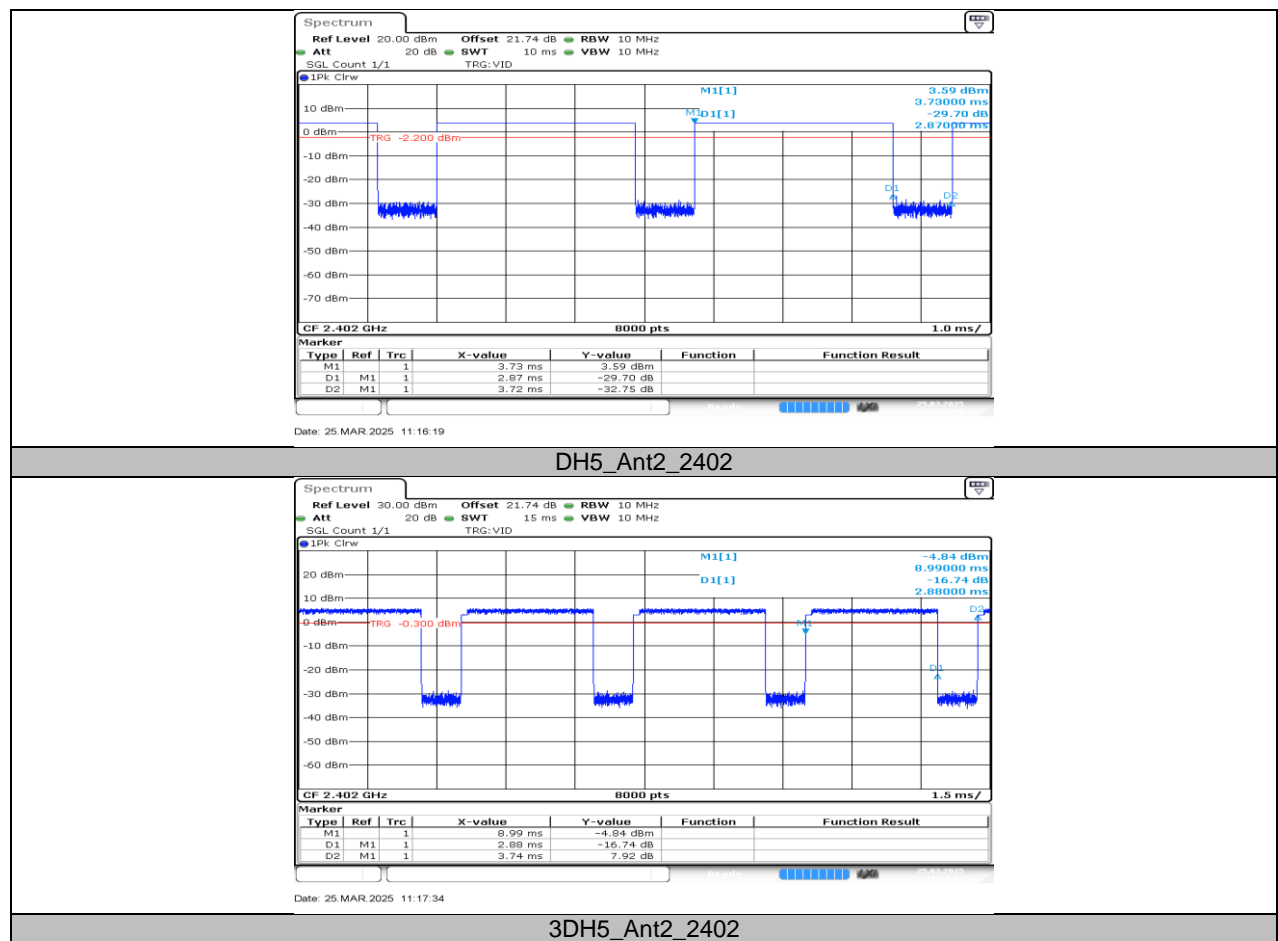 Spectrum
Ref Level 20.00 dBm Offset 21.74 dB RBW 10 MHz
Att 20 dB SWT 10 ms VBW 10 MHz
SGL Count 1/1 TRG:VID
1Pk Clrw
M1[1] 3.59 dBm
3.73000 ms
10 dBm
M1
D1[1] -29.70 dB
2.87000 ms
0 dBm
TRG -2.200 dBm
-10 dBm
-20 dBm
D1
D2
-30 dBm
-40 dBm
-50 dBm
-60 dBm
-70 dBm
CF 2.402 GHz 8000 pts 1.0 ms/
Marker
Type Ref Trc X-value Y-value Function Function Result
M1 1 3.73 ms 3.59 dBm
D1 M1 1 2.87 ms -29.70 dB
D2 M1 1 3.72 ms -32.75 dB
Date: 25.MAR.2025 11:16:19
DH5_Ant2_2402
Spectrum
Ref Level 30.00 dBm Offset 21.74 dB RBW 10 MHz
Att 20 dB SWT 15 ms VBW 10 MHz
SGL Count 1/1 TRG:VID
1Pk Clrw
M1[1] -4.84 dBm
8.99000 ms
20 dBm
D1[1] -16.74 dB
2.88000 ms
10 dBm
D2
0 dBm
TRG -0.300 dBm
M1
-10 dBm
-20 dBm
D1
-30 dBm
-40 dBm
-50 dBm
-60 dBm
CF 2.402 GHz 8000 pts 1.5 ms/
Marker
Type Ref Trc X-value Y-value Function Function Result
M1 1 8.99 ms -4.84 dBm
D1 M1 1 2.88 ms -16.74 dB
D2 M1 1 3.74 ms 7.92 dB
Date: 25.MAR.2025 11:17:34
3DH5_Ant2_2402